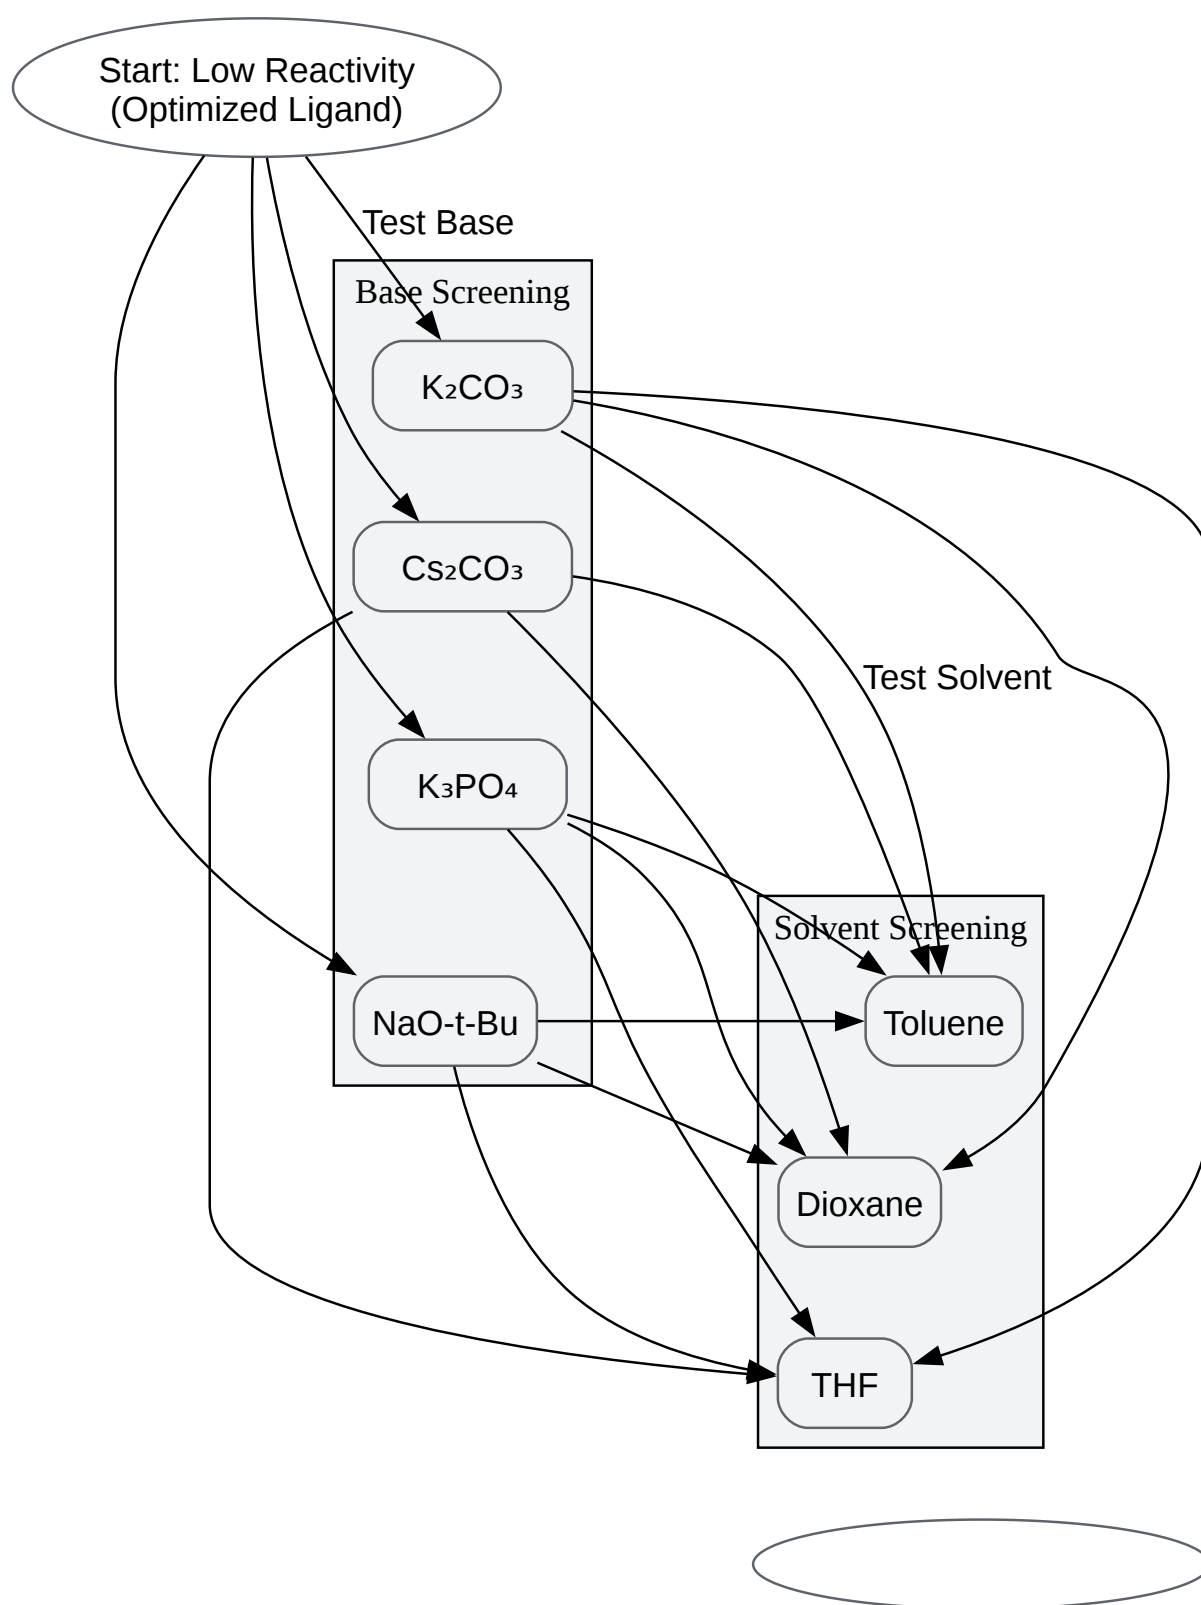 Start: Low Reactivity
(Optimized Ligand)
Test Base
Base Screening
K₂CO₃
Cs₂CO₃
Test Solvent
K₃PO₄
Solvent Screening
NaO-t-Bu
Toluene
Dioxane
THF